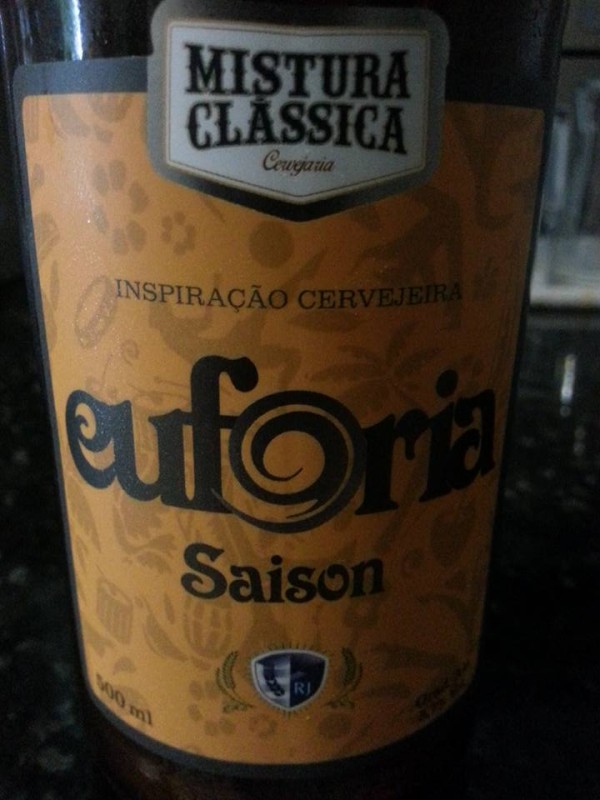 MISTURA
CLÁSSICA
Cervejaria
INSPIRAÇÃO CERVEJEIRA
euforia
Saison
RJ
500 ml